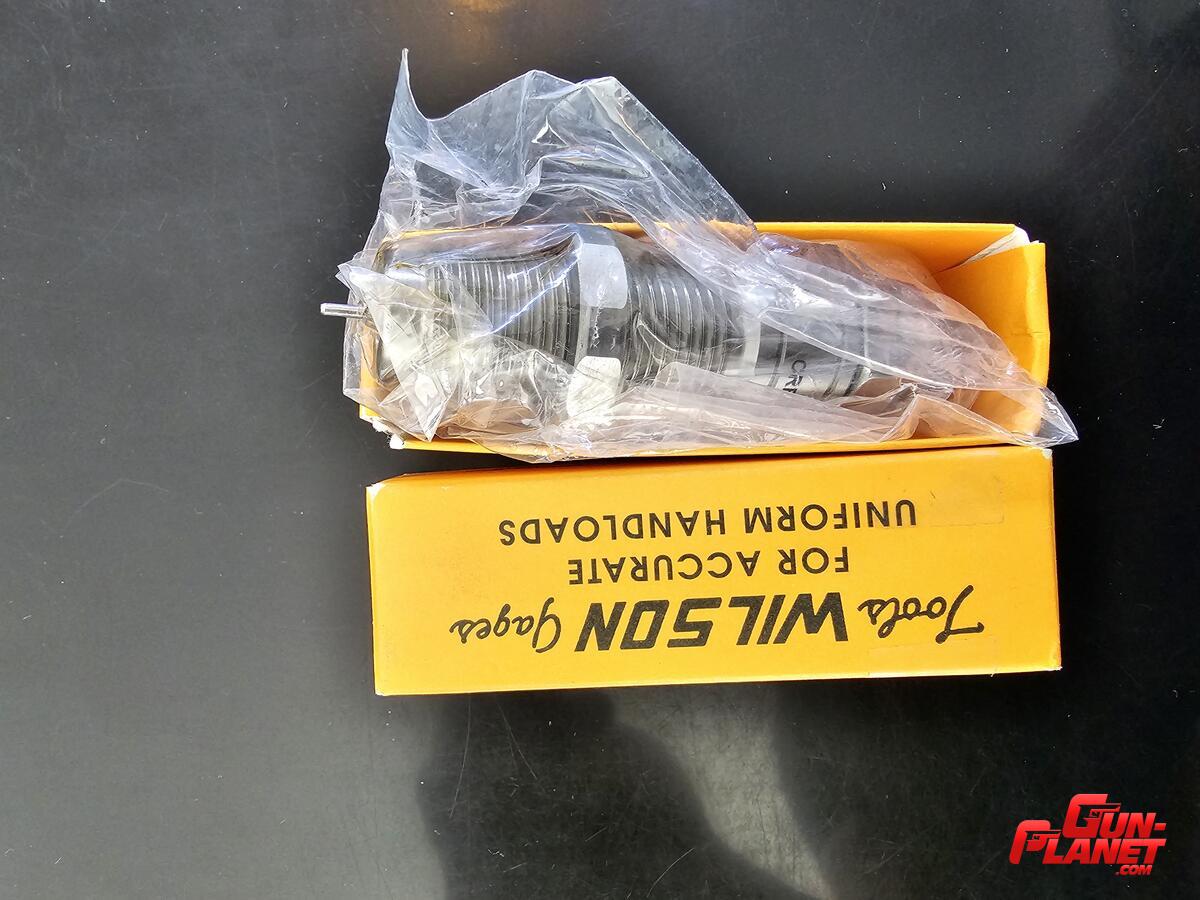 Tools WILSON Gages
FOR ACCURATE
UNIFORM HANDLOADS
GUN-
PLANET
.COM